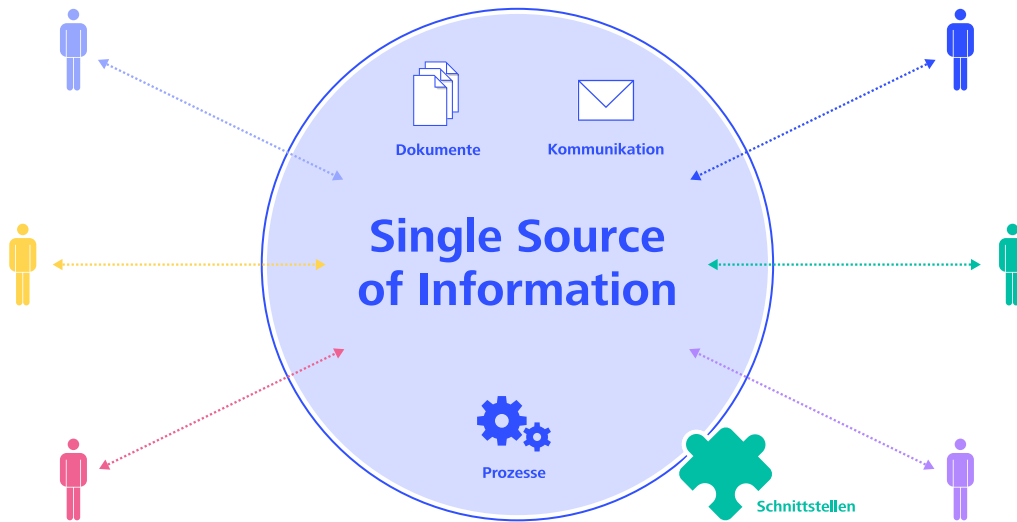 Dokumente
Kommunikation
Single Source
of Information
Prozesse
Schnittstellen